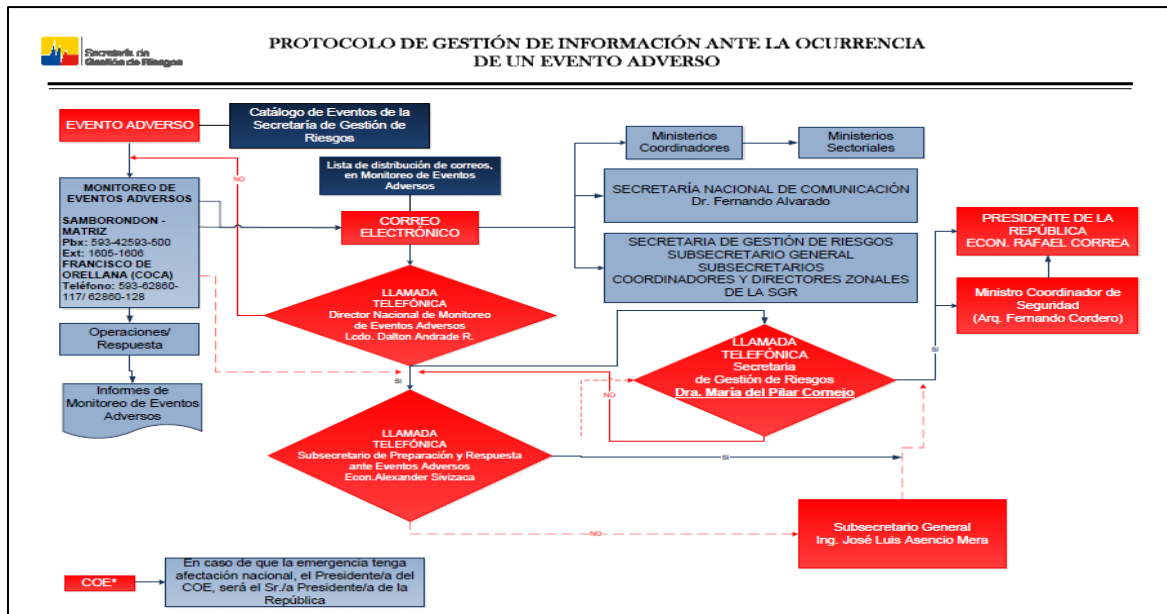 PROTOCOLO DE GESTIÓN DE INFORMACIÓN ANTE LA OCURRENCIA
DE UN EVENTO ADVERSO
Secretaría de
Gestión de Riesgos
EVENTO ADVERSO
Catálogo de Eventos de la
Secretaría de Gestión de
Riesgos
Lista de distribución de correos,
en Monitoreo de Eventos
Adversos
NO
MONITOREO DE
EVENTOS ADVERSOS
SAMBORONDON -
MATRIZ
Pbx: 593-42593-500
Ext: 1605-1606
FRANCISCO DE
ORELLANA (COCA)
Teléfono: 593-62860-
117/ 62860-128
Operaciones/
Respuesta
Informes de
Monitoreo de Eventos
Adversos
CORREO
ELECTRÓNICO
Ministerios
Coordinadores
Ministerios
Sectoriales
SECRETARÍA NACIONAL DE COMUNICACIÓN
Dr. Fernando Alvarado
SECRETARIA DE GESTIÓN DE RIESGOS
SUBSECRETARIO GENERAL
SUBSECRETARIOS
COORDINADORES Y DIRECTORES ZONALES
DE LA SGR
PRESIDENTE DE LA
REPÚBLICA
ECON. RAFAEL CORREA
Ministro Coordinador de
Seguridad
(Arq. Fernando Cordero)
LLAMADA
TELEFÓNICA
Director Nacional de Monitoreo
de Eventos Adversos
Lcdo. Dalton Andrade R.
SI
LLAMADA
TELEFÓNICA
Secretaria
de Gestión de Riesgos
Dra. María del Pilar Cornejo
SI
NO
LLAMADA
TELEFÓNICA
Subsecretario de Preparación y Respuesta
ante Eventos Adversos
Econ.Alexander Sivizaca
SI
NO
Subsecretario General
Ing. José Luis Asencio Mera
COE*
En caso de que la emergencia tenga
afectación nacional, el Presidente/a del
COE, será el Sr./a Presidente/a de la
República